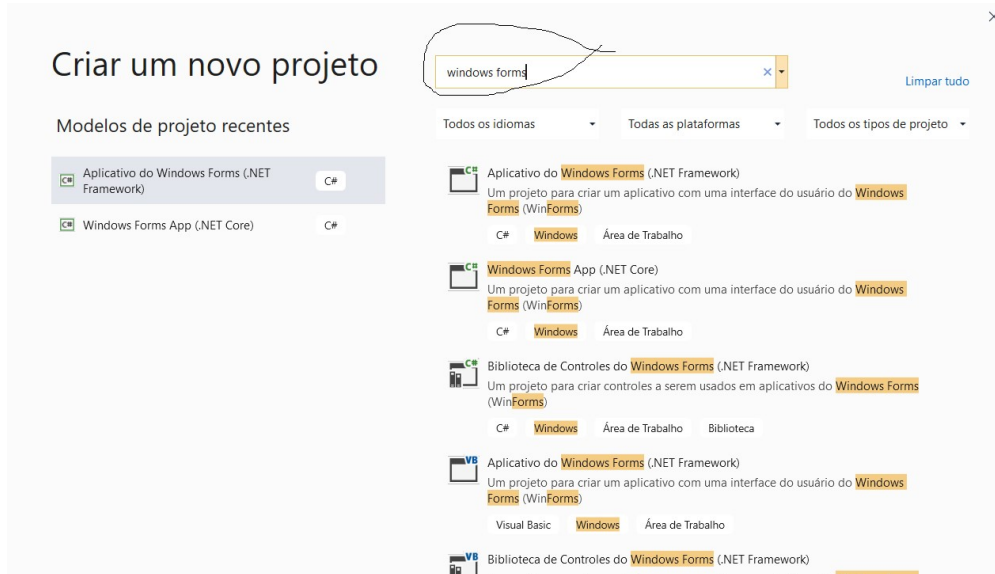 Criar um novo projeto
windows forms
Limpar tudo
Modelos de projeto recentes
Todos os idiomas
Todas as plataformas
Todos os tipos de projeto
C#
Aplicativo do Windows Forms (.NET
Framework)
C#
C#
Windows Forms App (.NET Core)
C#
C#
Aplicativo do Windows Forms (.NET Framework)
Um projeto para criar um aplicativo com uma interface do usuário do Windows
Forms (WinForms)
C# Windows Área de Trabalho
C#
Windows Forms App (.NET Core)
Um projeto para criar um aplicativo com uma interface do usuário do Windows
Forms (WinForms)
C# Windows Área de Trabalho
C#
Biblioteca de Controles do Windows Forms (.NET Framework)
Um projeto para criar controles a serem usados em aplicativos do Windows Forms
(WinForms)
C# Windows Área de Trabalho Biblioteca
VB
Aplicativo do Windows Forms (.NET Framework)
Um projeto para criar um aplicativo com uma interface do usuário do Windows
Forms (WinForms)
Visual Basic Windows Área de Trabalho
VB
Biblioteca de Controles do Windows Forms (.NET Framework)